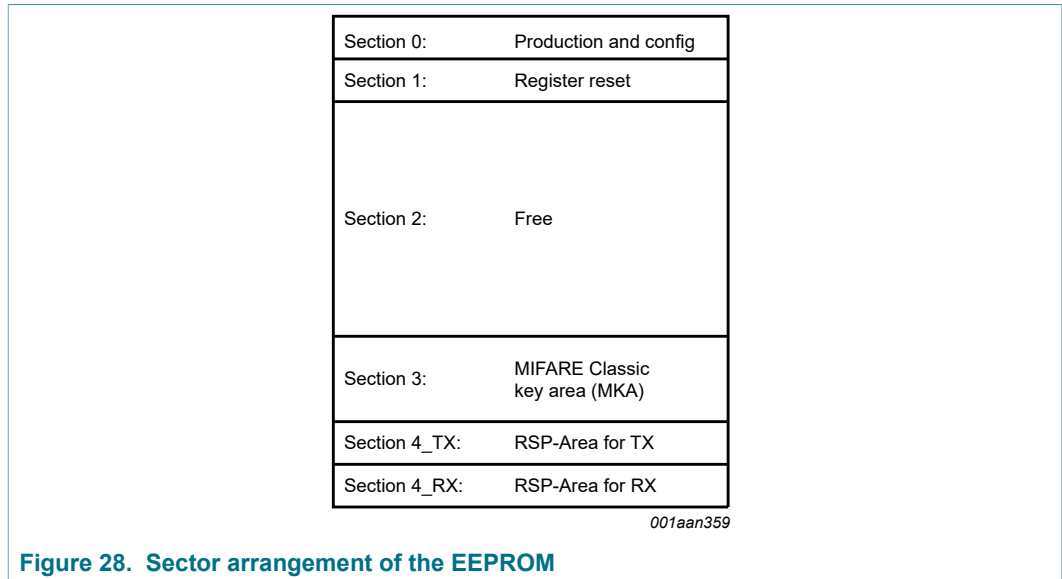 Section 0: Production and config
Section 1: Register reset
Section 2: Free
Section 3: MIFARE Classic
key area (MKA)
Section 4_TX: RSP-Area for TX
Section 4_RX: RSP-Area for RX
001aan359
Figure 28. Sector arrangement of the EEPROM